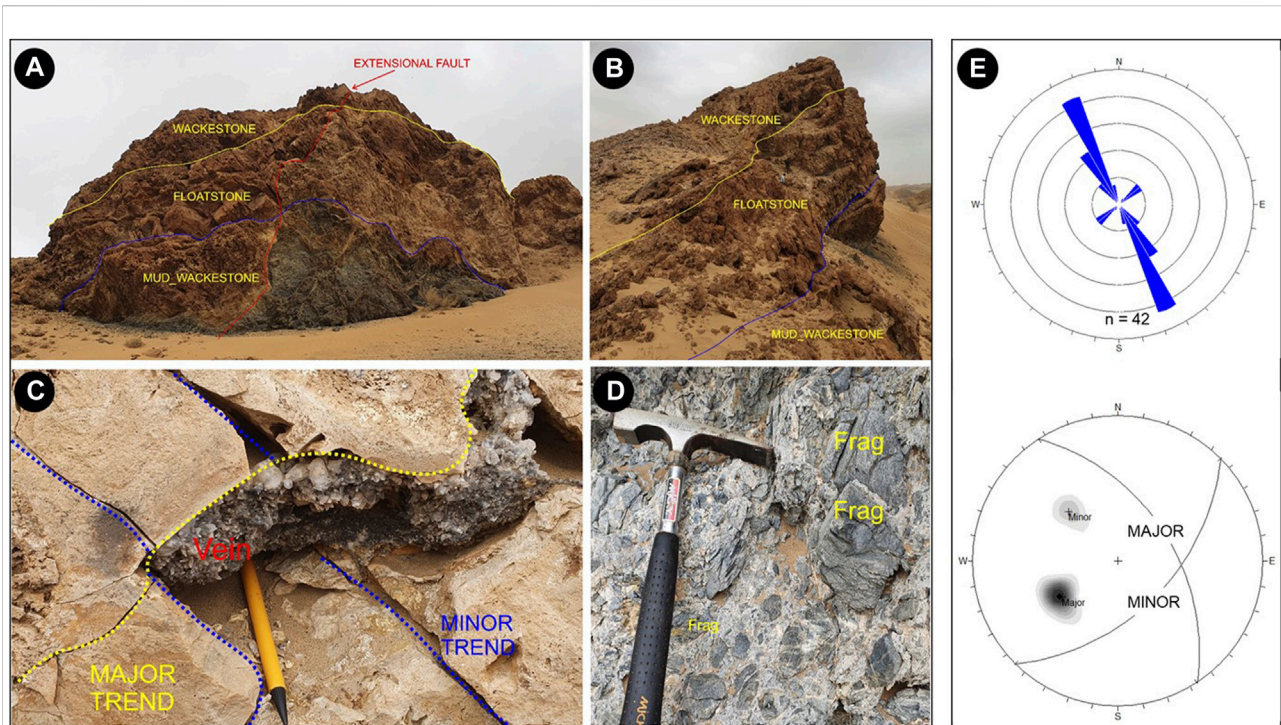 A
EXTENSIONAL FAULT
WACKESTONE
FLOATSTONE
MUD_WACKESTONE
B
WACKESTONE
FLOATSTONE
MUD_WACKESTONE
C
Vein
MINOR
TREND
MAJOR
TREND
D
Frag
Frag
Frag
E
N
W
E
n = 42
S
N
Minor
MAJOR
W
E
Major
MINOR
S